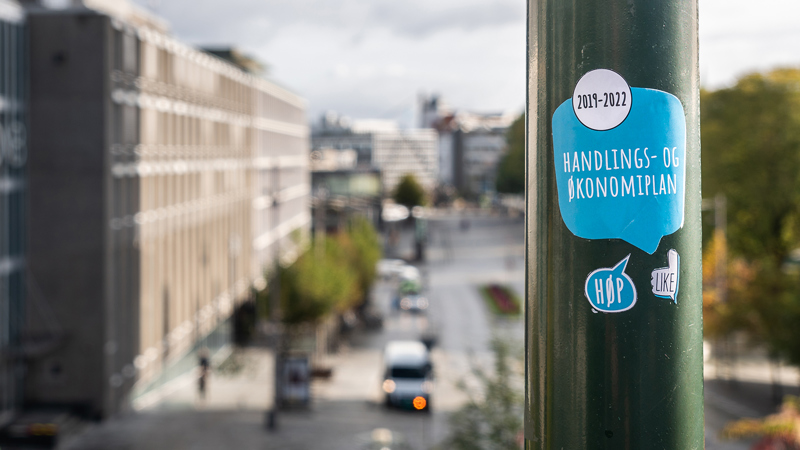 2019-2022
HANDLINGS- OG
ØKONOMIPLAN
HØP
LIKE